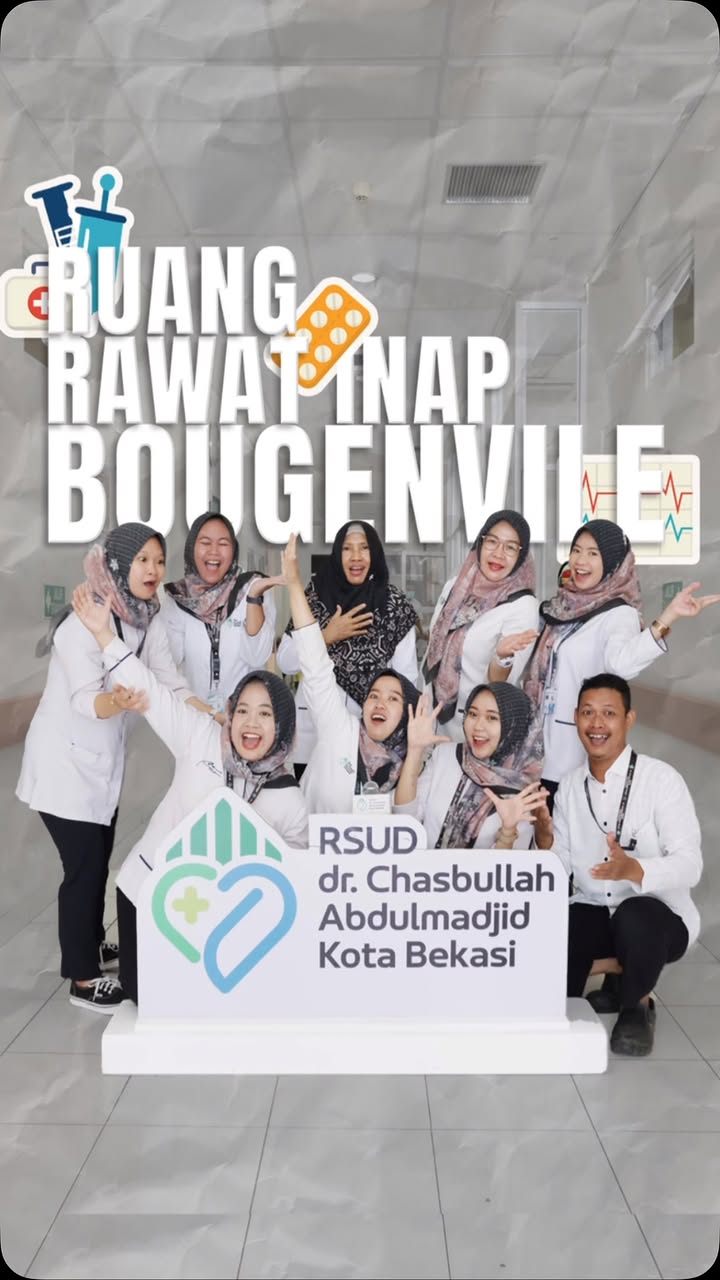 RUANG
RAWAT INAP
BOUGENVILE
RSUD
dr. Chasbullah
Abdulmadjid
Kota Bekasi